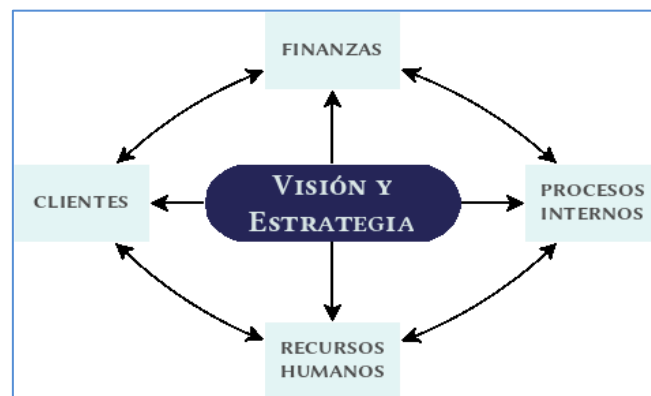 FINANZAS
CLIENTES
VISIÓN Y
ESTRATEGIA
PROCESOS
INTERNOS
RECURSOS
HUMANOS